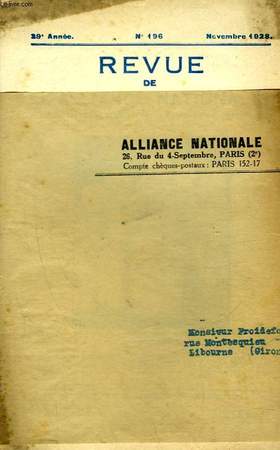 29e Année.
N° 196
Novembre 1928.
REVUE
DE
ALLIANCE NATIONALE
26, Rue du 4-Septembre, PARIS (2e)
Compte chèques-postaux : PARIS 152-17
Monsieur
rue Montesquieu
Libourne (Giron